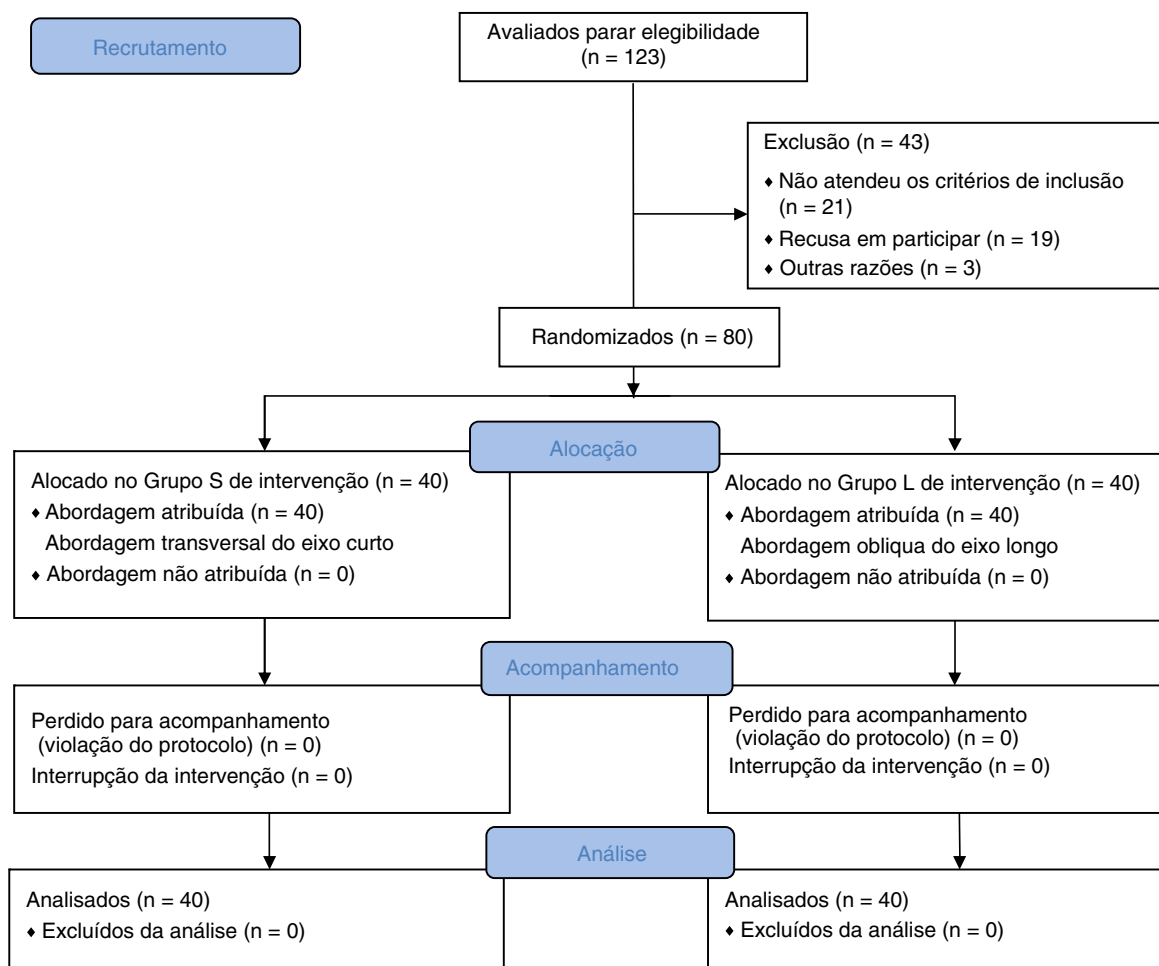 Recrutamento
Avaliados parar elegibilidade
(n = 123)
Exclusão (n = 43)
♦ Não atendeu os critérios de inclusão
(n = 21)
♦ Recusa em participar (n = 19)
♦ Outras razões (n = 3)
Randomizados (n = 80)
Alocação
Alocado no Grupo S de intervenção (n = 40)
♦ Abordagem atribuída (n = 40)
Abordagem transversal do eixo curto
♦ Abordagem não atribuída (n = 0)
Alocado no Grupo L de intervenção (n = 40)
♦ Abordagem atribuída (n = 40)
Abordagem obliqua do eixo longo
♦ Abordagem não atribuída (n = 0)
Acompanhamento
Perdido para acompanhamento
(violação do protocolo) (n = 0)
Interrupção da intervenção (n = 0)
Perdido para acompanhamento
(violação do protocolo) (n = 0)
Interrupção da intervenção (n = 0)
Análise
Analisados (n = 40)
♦ Excluídos da análise (n = 0)
Analisados (n = 40)
♦ Excluídos da análise (n = 0)